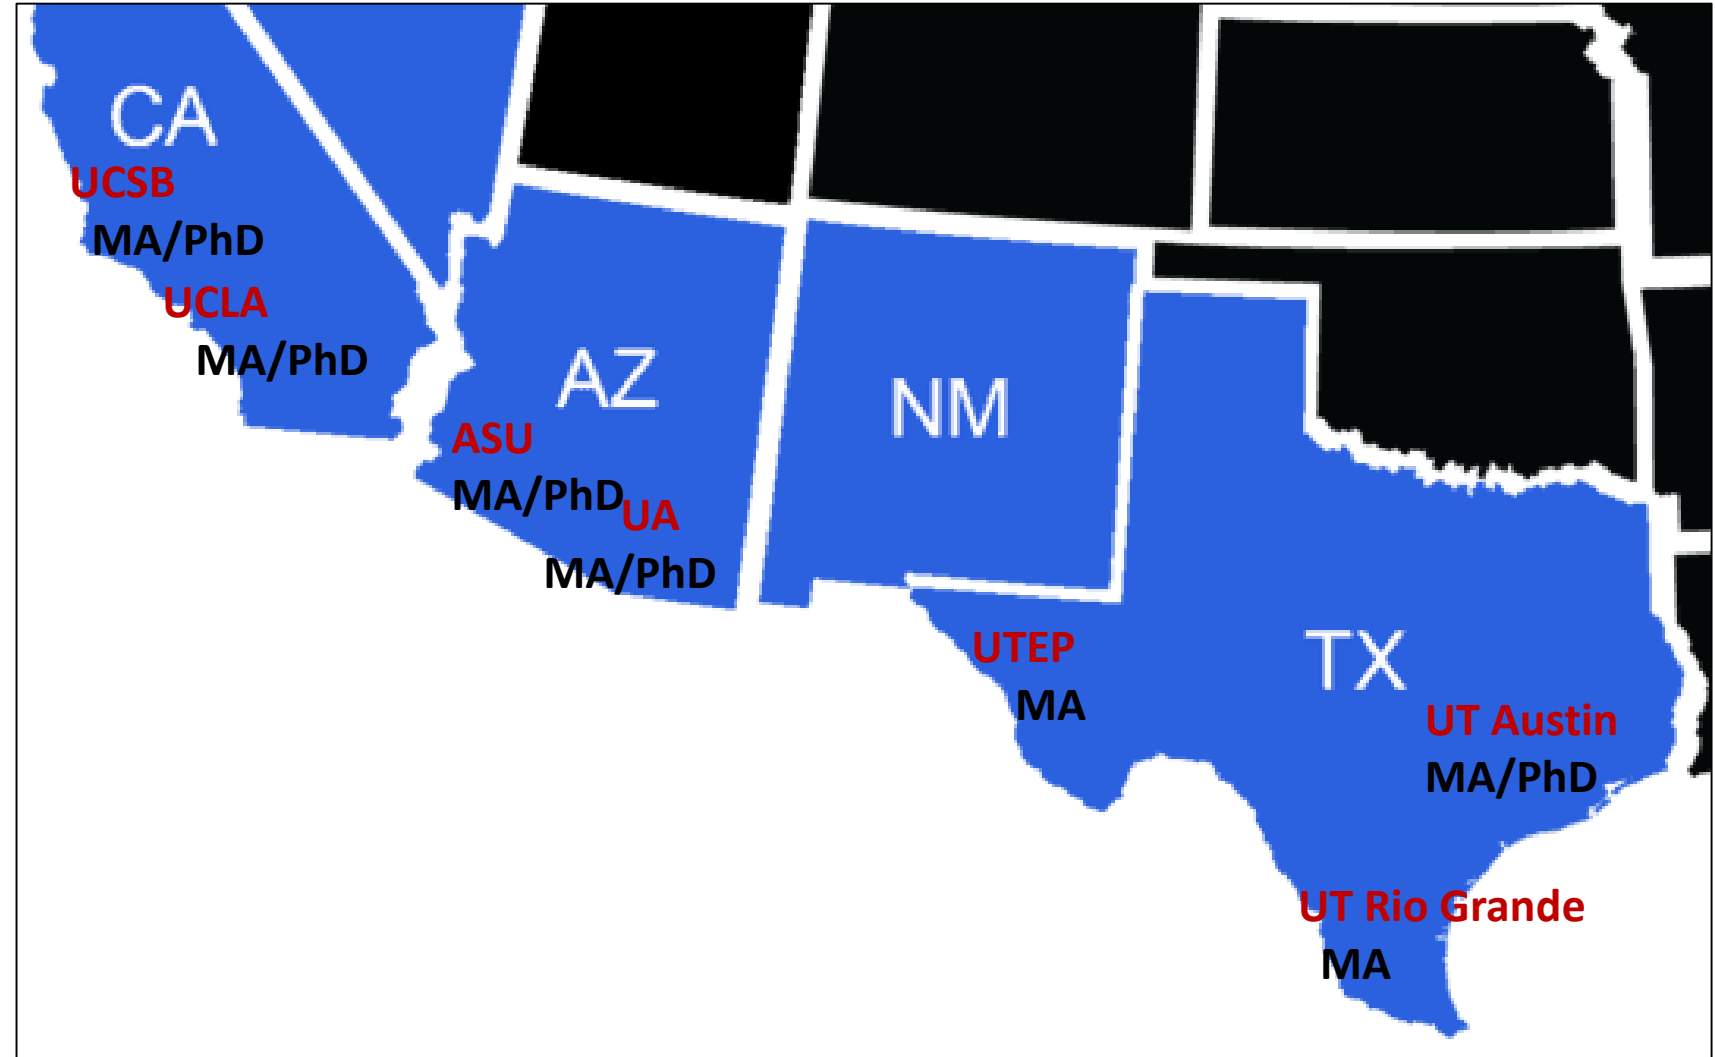 CA
UCSB
MA/PhD
UCLA
MA/PhD
AZ
NM
ASU
MA/PhD
UA
MA/PhD
UTEP
MA
TX
UT Austin
MA/PhD
UT Rio Grande
MA